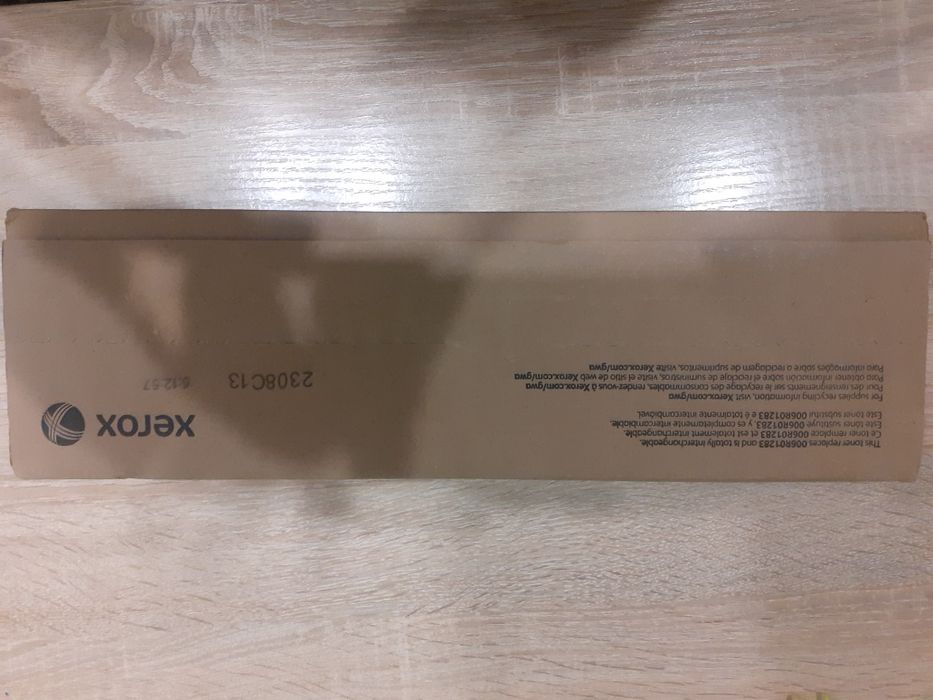 This toner replaces 006R01283 and is totally interchangeable.
Ce toner remplace 006R01283 et est totalement interchangeable.
Este tóner sustituye 006R01283, y es completamente intercambiable.
Este toner substitui 006R01283 e é totalmente intercambiável.
For supplies recycling information, visit Xerox.com/gwa
Pour des renseignements sur le recyclage des consommables, rendez-vous à Xerox.com/gwa
Para obtener información sobre el reciclaje de suministros, visite el sitio de web Xerox.com/gwa
Para informações sobre o reciclagem de suprimentos, visite Xerox.com/gwa
xerox
2308C13
6:12:57